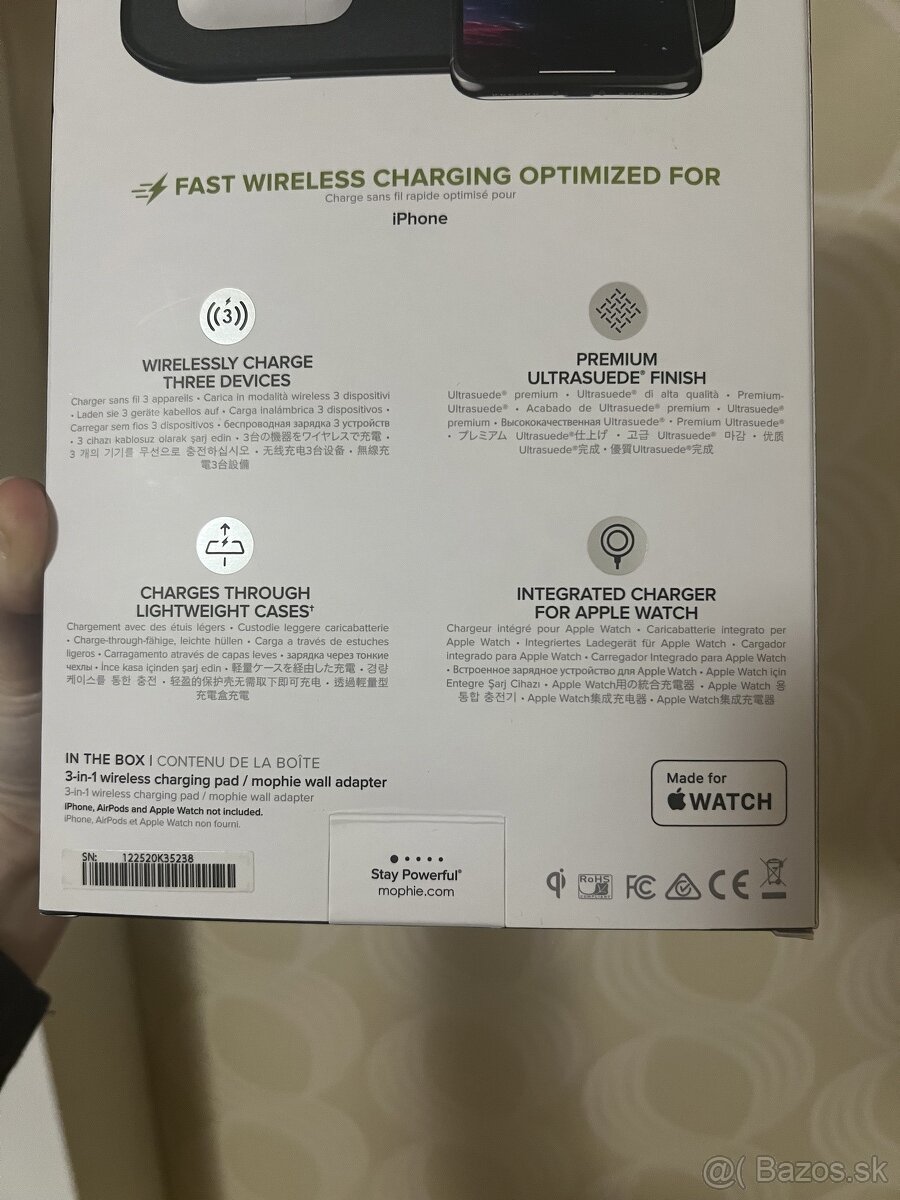 FAST WIRELESS CHARGING OPTIMIZED FOR
Charge sans fil rapide optimisé pour
iPhone
3
WIRELESSLY CHARGE
THREE DEVICES
Charger sans fil 3 appareils • Carica in modalità wireless 3 dispositivi
• Laden sie 3 geräte kabellos auf • Carga inalámbrica 3 dispositivos •
Carregar sem fios 3 dispositivos • беспроводная зарядка 3 устройств
• 3 cihazı kablosuz olarak şarj edin • 3台の機器をワイヤレスで充電 •
3 개의 기기를 무선으로 충전하십시오 • 无线充电3台设备 • 無線充
電3台設備
PREMIUM
ULTRASUEDE® FINISH
Ultrasuede® premium • Ultrasuede® di alta qualità • Premium-
Ultrasuede® • Acabado de Ultrasuede® premium • Ultrasuede®
premium • Высококачественная Ultrasuede® • Premium Ultrasuede®
• プレミアム Ultrasuede®仕上げ • 고급 Ultrasuede® 마감 • 优质
Ultrasuede®完成 • 優質Ultrasuede®完成
CHARGES THROUGH
LIGHTWEIGHT CASES†
Chargement avec des étuis légers • Custodie leggere caricabatterie
• Charge-through-fähige, leichte hüllen • Carga a través de estuches
ligeros • Carragamento através de capas leves • зарядка через тонкие
чехлы • İnce kasa içinden şarj edin • 軽量ケースを経由した充電 • 경량
케이스를 통한 충전 • 轻盈的保护壳无需取下即可充电 • 透過輕量型
充電盒充電
INTEGRATED CHARGER
FOR APPLE WATCH
Chargeur intégré pour Apple Watch • Caricabatterie integrato per
Apple Watch • Integriertes Ladegerät für Apple Watch • Cargador
integrado para Apple Watch • Carregador Integrado para Apple Watch
• Встроенное зарядное устройство для Apple Watch • Apple Watch için
Entegre Şarj Cihazı • Apple Watch用の統合充電器 • Apple Watch 용
통합 충전기 • Apple Watch集成充电器 • Apple Watch集成充電器
IN THE BOX | CONTENU DE LA BOÎTE
3-in-1 wireless charging pad / mophie wall adapter
3-in-1 wireless charging pad / mophie wall adapter
iPhone, AirPods and Apple Watch not included.
iPhone, AirPods et Apple Watch non fourni.
Made for
WATCH
SN: 122520K35238
Stay Powerful®
mophie.com
qi RoHS COMPLIANT FC CE
@( Bazos.sk